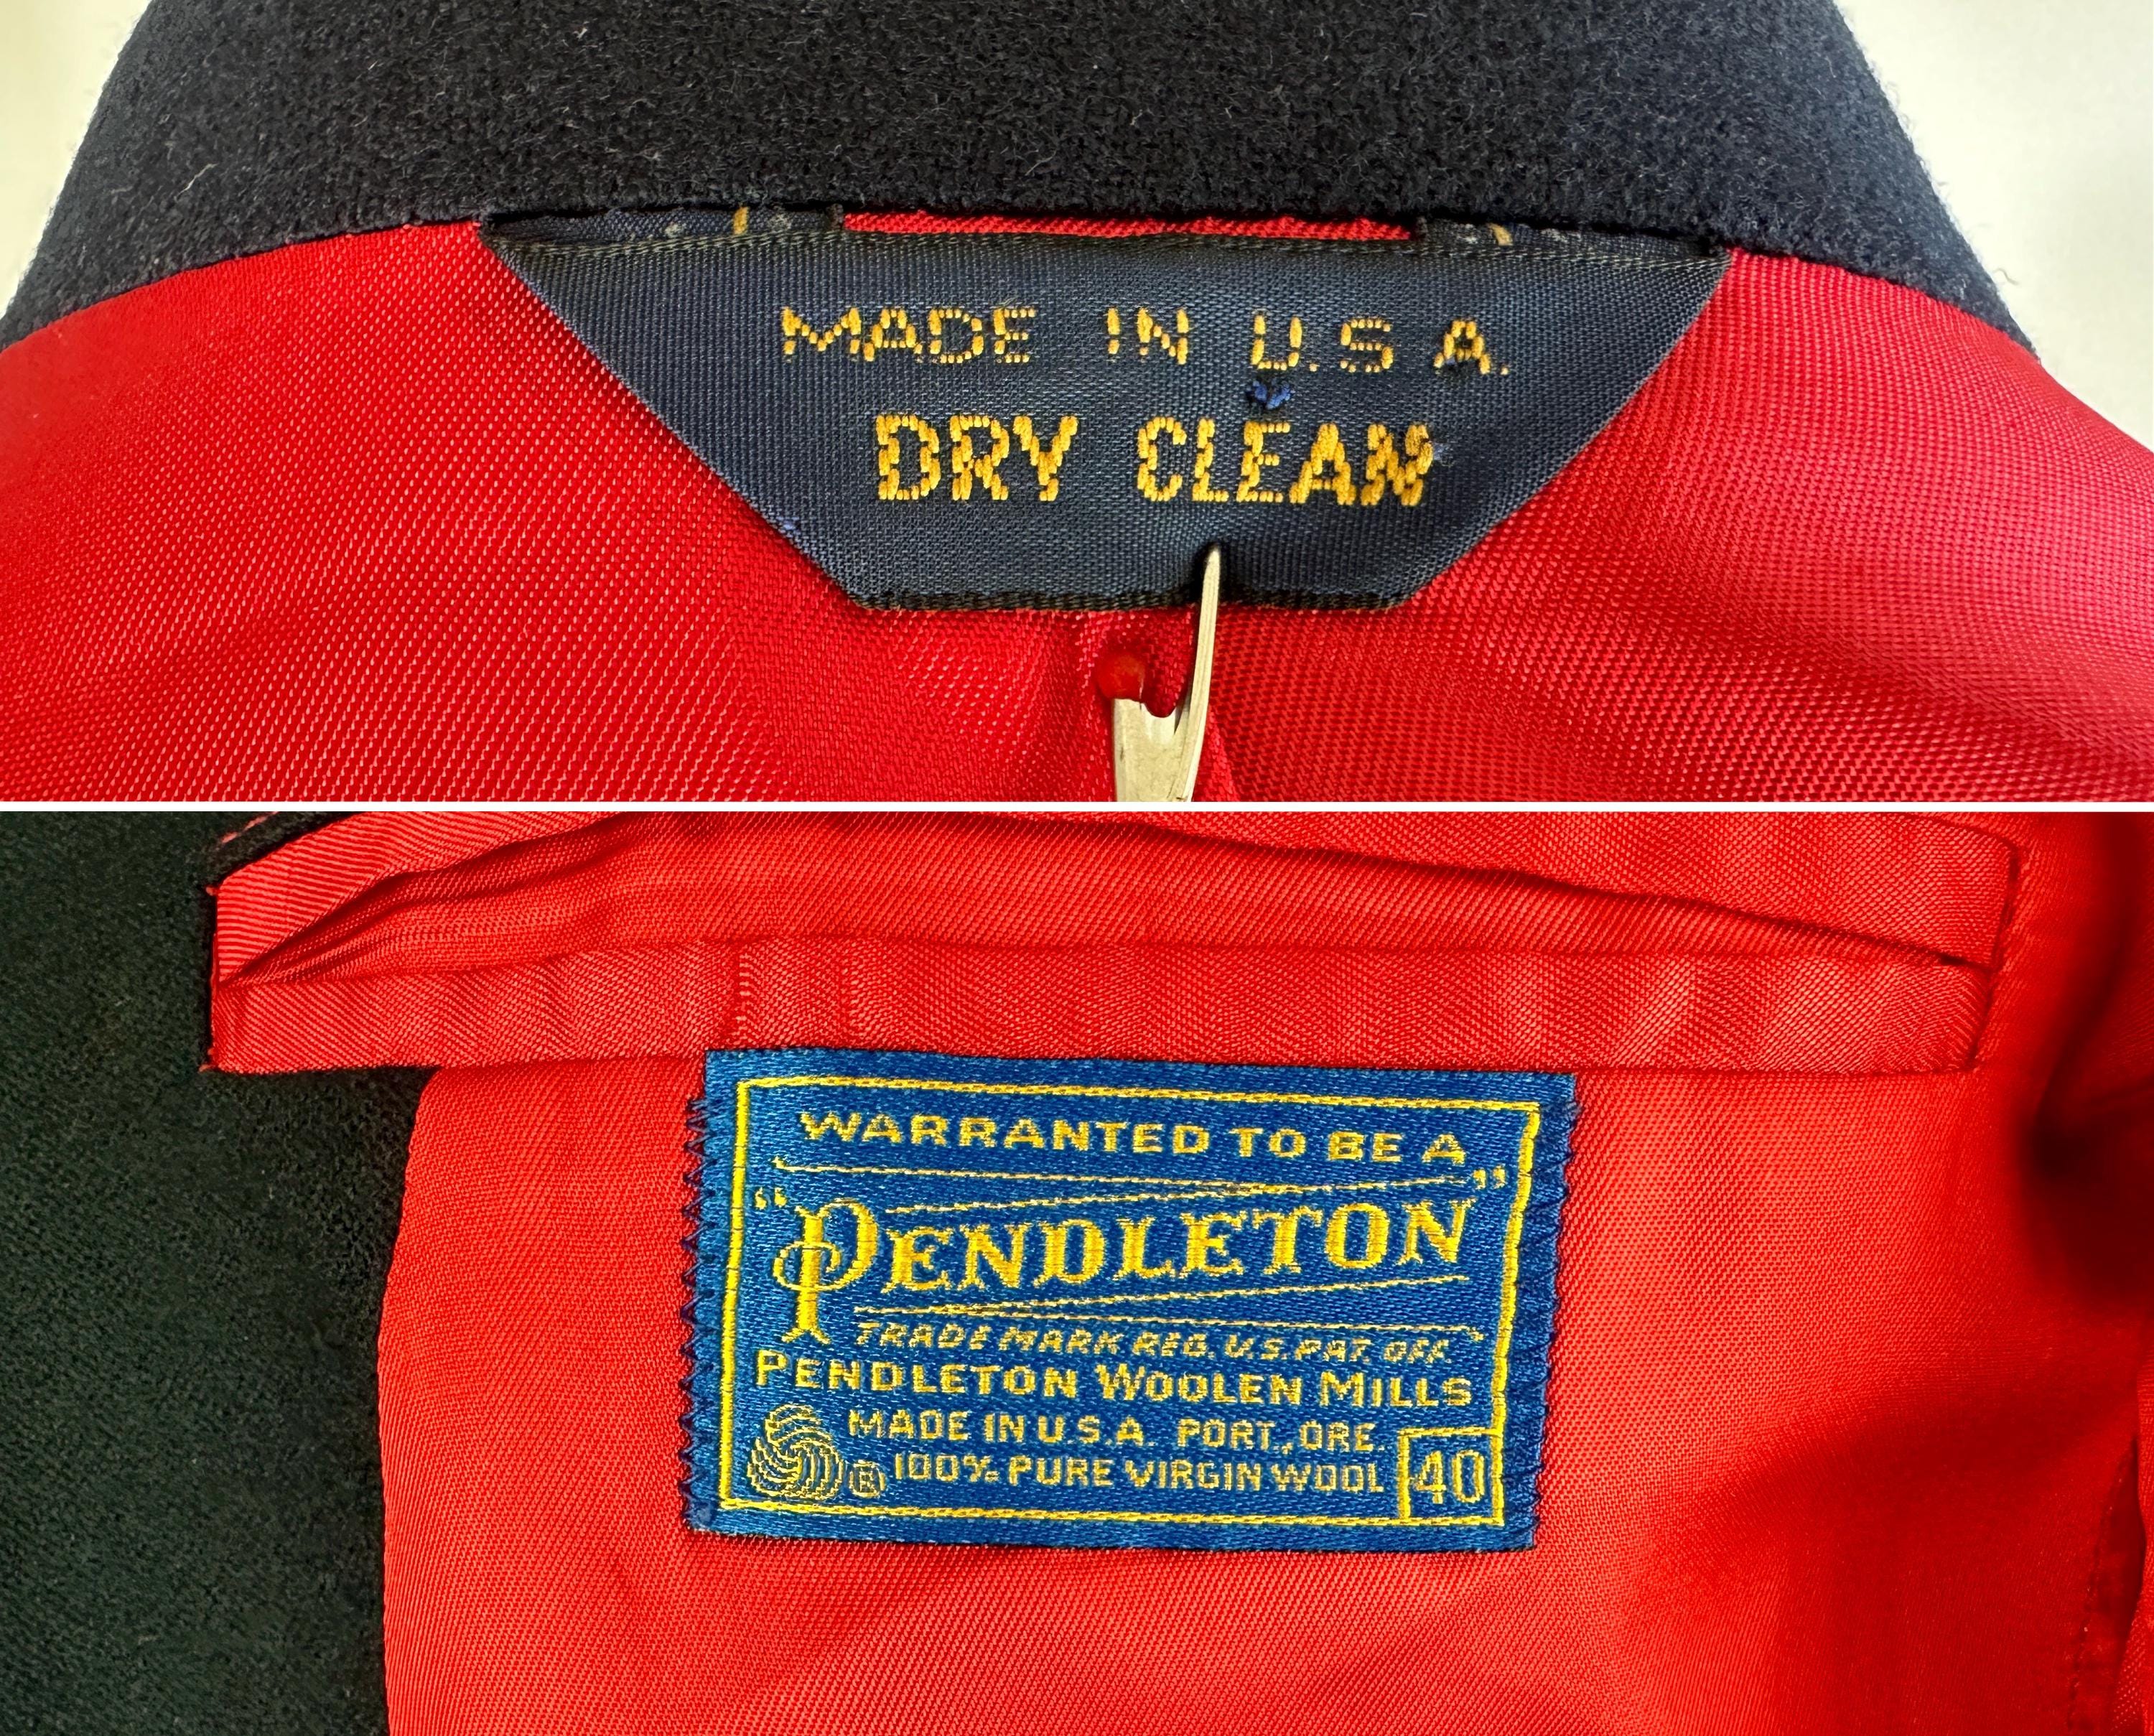 MADE IN U.S.A.
DRY CLEAN
WARRANTED TO BE A
"PENDLETON"
TRADE MARK REG. U.S. PAT. OFF.
PENDLETON WOOLEN MILLS
MADE IN U.S.A. PORT., ORE.
® 100% PURE VIRGIN WOOL 40